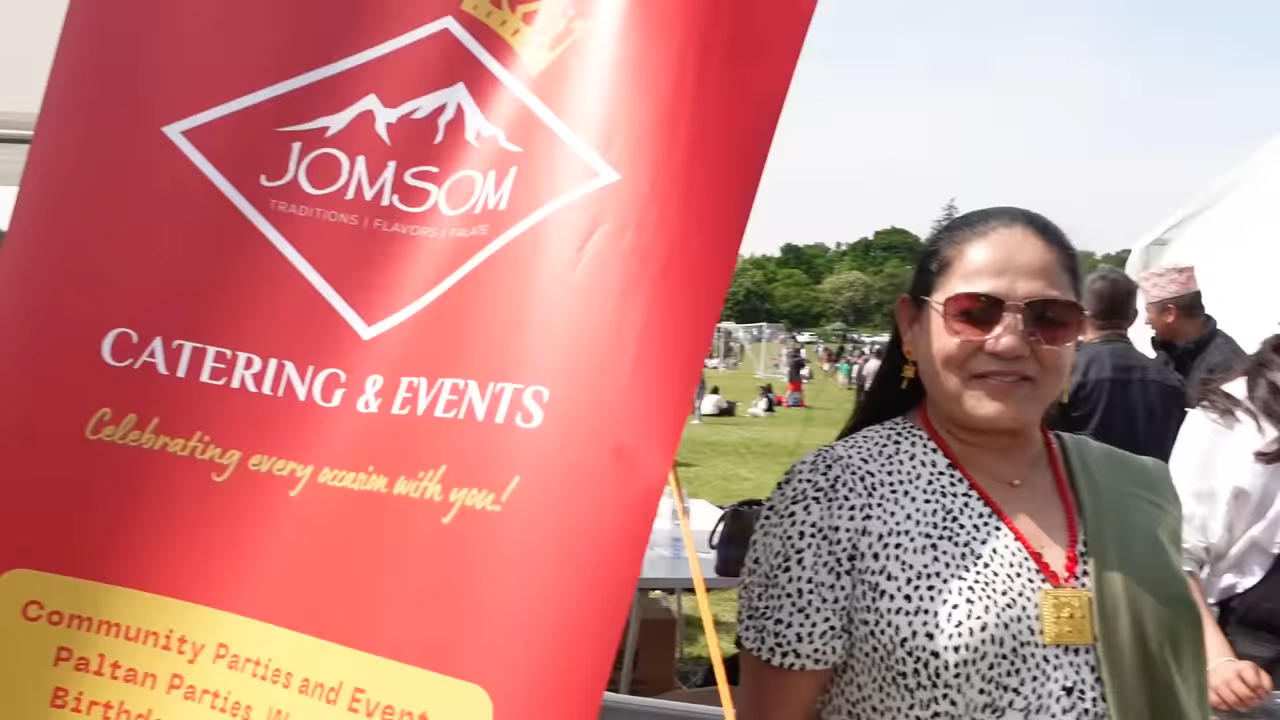 JOMSOM
TRADITIONS | FLAVORS | PALATE
CATERING & EVENTS
Celebrating every occasion with you!
Community Parties and Event
Paltan Parties,